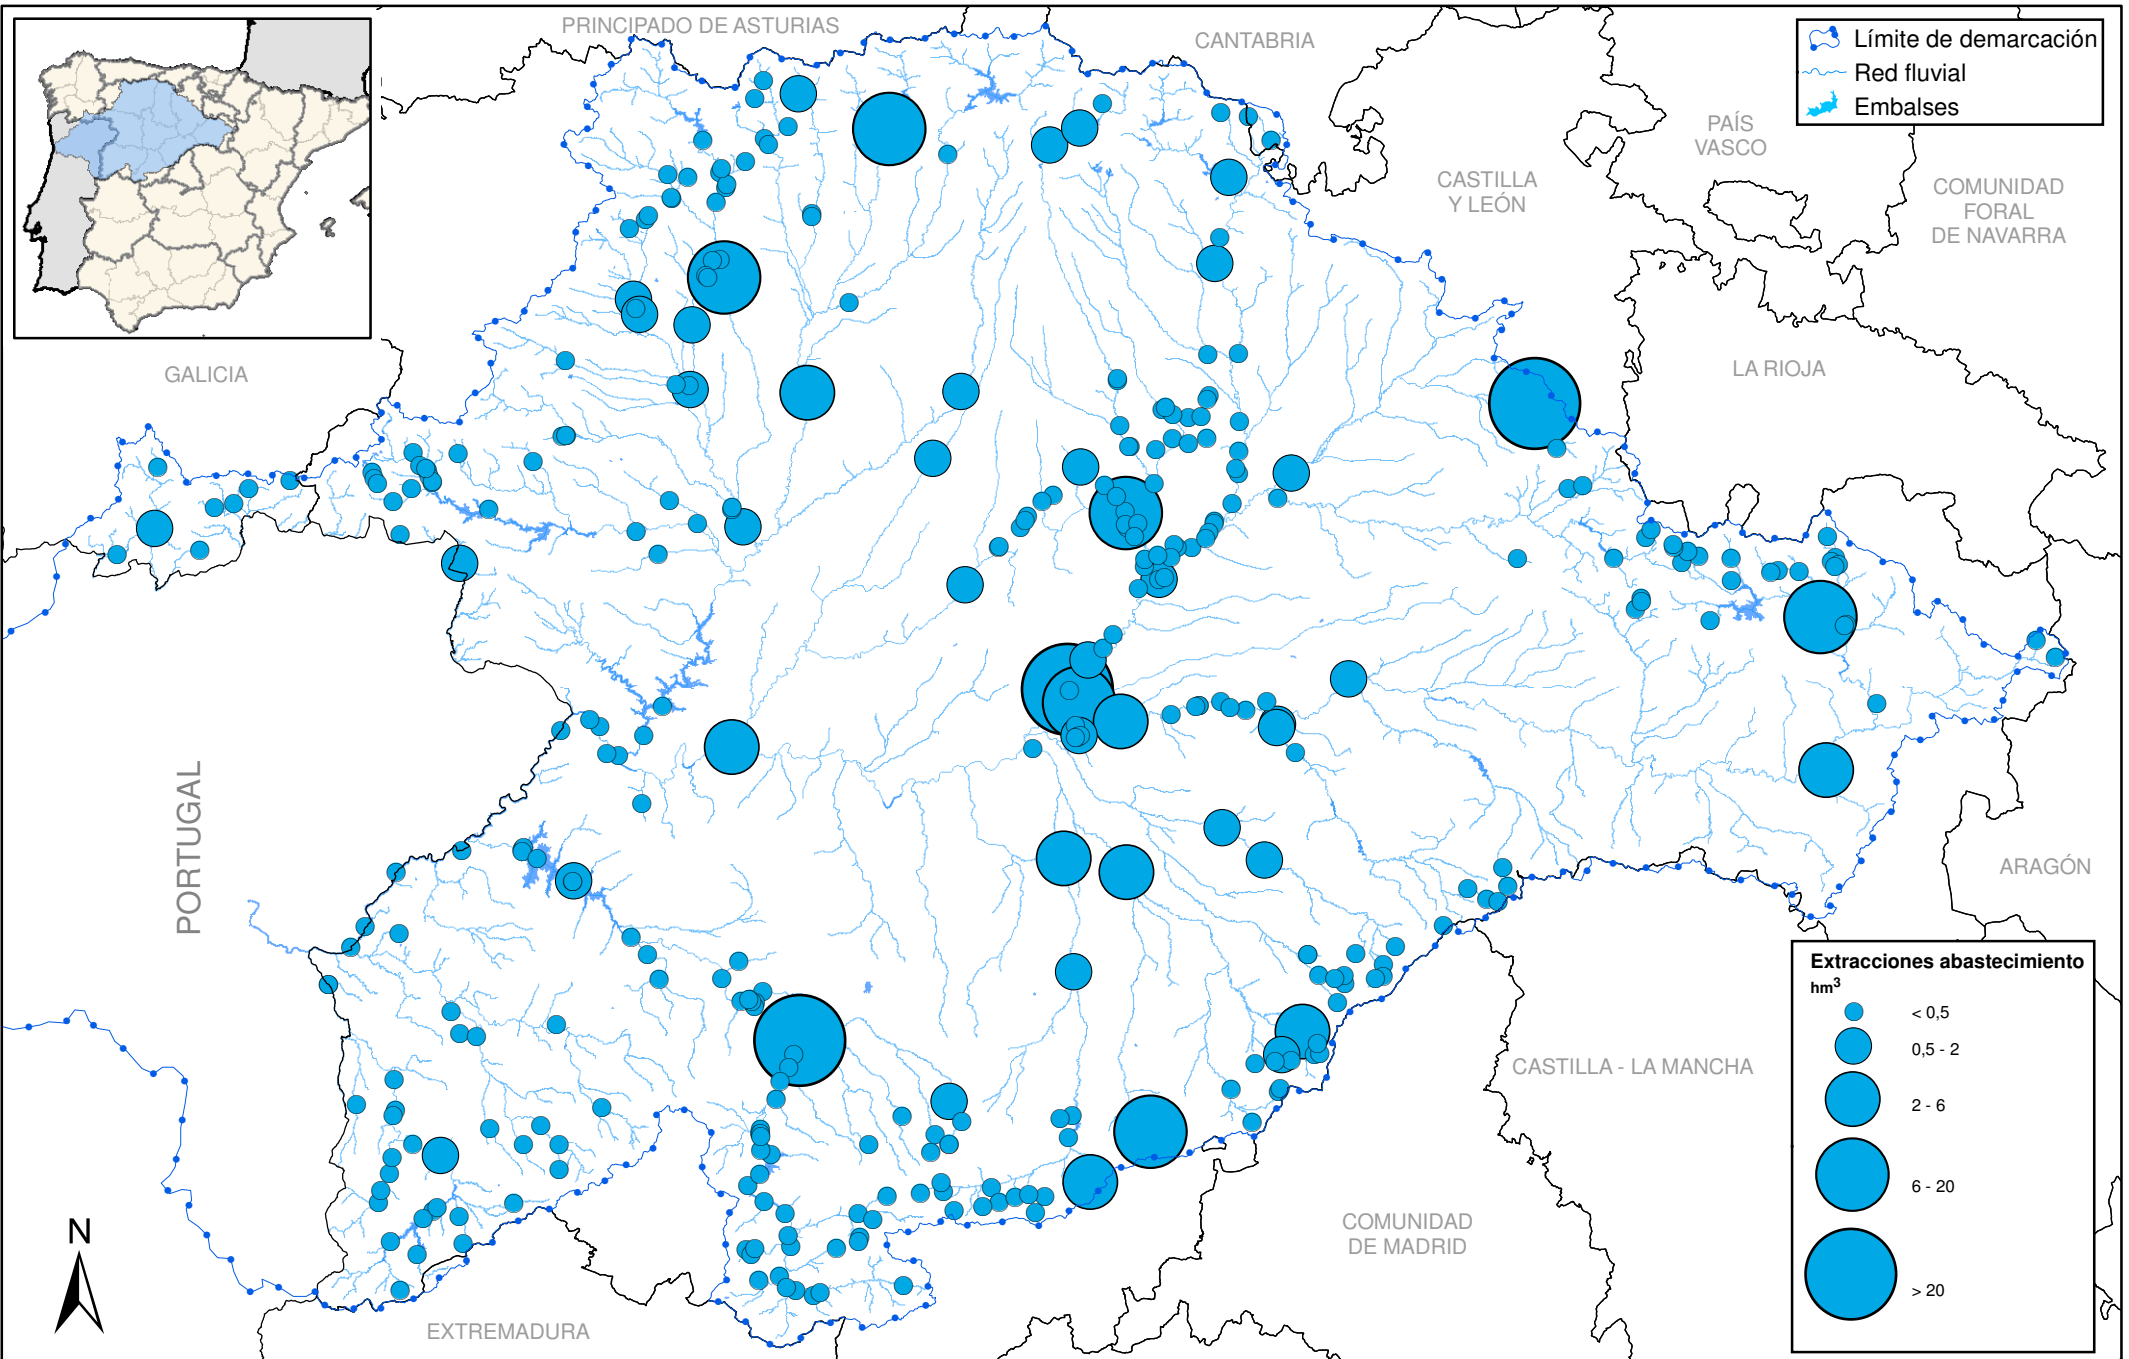 PRINCIPADO DE ASTURIAS
CANTABRIA
Límite de demarcación
Red fluvial
Embalses
PAÍS
VASCO
CASTILLA
Y LEÓN
COMUNIDAD
FORAL
DE NAVARRA
GALICIA
LA RIOJA
PORTUGAL
ARAGÓN
Extracciones abastecimiento
hm³
< 0,5
0,5 - 2
2 - 6
6 - 20
> 20
CASTILLA - LA MANCHA
COMUNIDAD
DE MADRID
N
EXTREMADURA